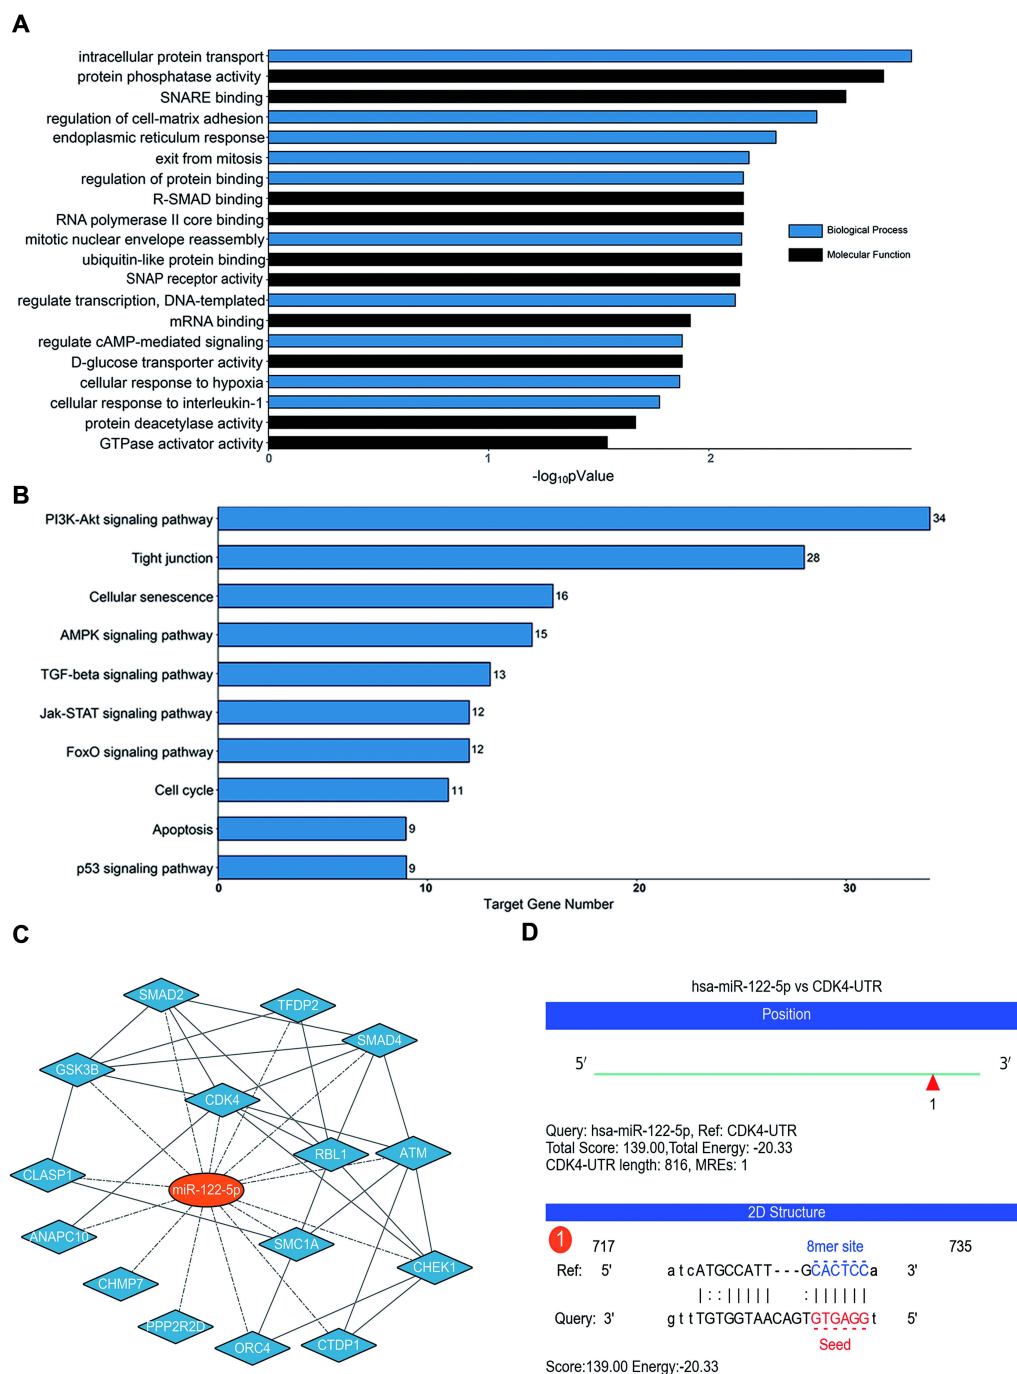 A
intracellular protein transport
protein phosphatase activity
SNARE binding
regulation of cell-matrix adhesion
endoplasmic reticulum response
exit from mitosis
regulation of protein binding
R-SMAD binding
RNA polymerase II core binding
mitotic nuclear envelope reassembly
ubiquitin-like protein binding
SNAP receptor activity
regulate transcription, DNA-templated
mRNA binding
regulate cAMP-mediated signaling
D-glucose transporter activity
cellular response to hypoxia
cellular response to interleukin-1
protein deacetylase activity
GTPase activator activity
Biological Process
Molecular Function
0 1 2
-log10pValue
B
PI3K-Akt signaling pathway 34
Tight junction 28
Cellular senescence 16
AMPK signaling pathway 15
TGF-beta signaling pathway 13
Jak-STAT signaling pathway 12
FoxO signaling pathway 12
Cell cycle 11
Apoptosis 9
p53 signaling pathway 9
0 10 20 30
Target Gene Number
C
SMAD2
TFDP2
SMAD4
GSK3B
CDK4
RBL1
ATM
CLASP1
miR-122-5p
ANAPC10
SMC1A
CHEK1
CHMP7
PPP2R2D
ORC4
CTDP1
D
hsa-miR-122-5p vs CDK4-UTR
Position
5' 3'
1
Query: hsa-miR-122-5p, Ref: CDK4-UTR
Total Score: 139.00,Total Energy: -20.33
CDK4-UTR length: 816, MREs: 1
2D Structure
1 717 8mer site 735
Ref: 5' a t c ATGCCATT - - - GCACTCC a 3'
| : : | | | | | : | | | | | |
Query: 3' g t t TGTGGTAACAGTGTGAGG t 5'
Seed
Score:139.00 Energy:-20.33